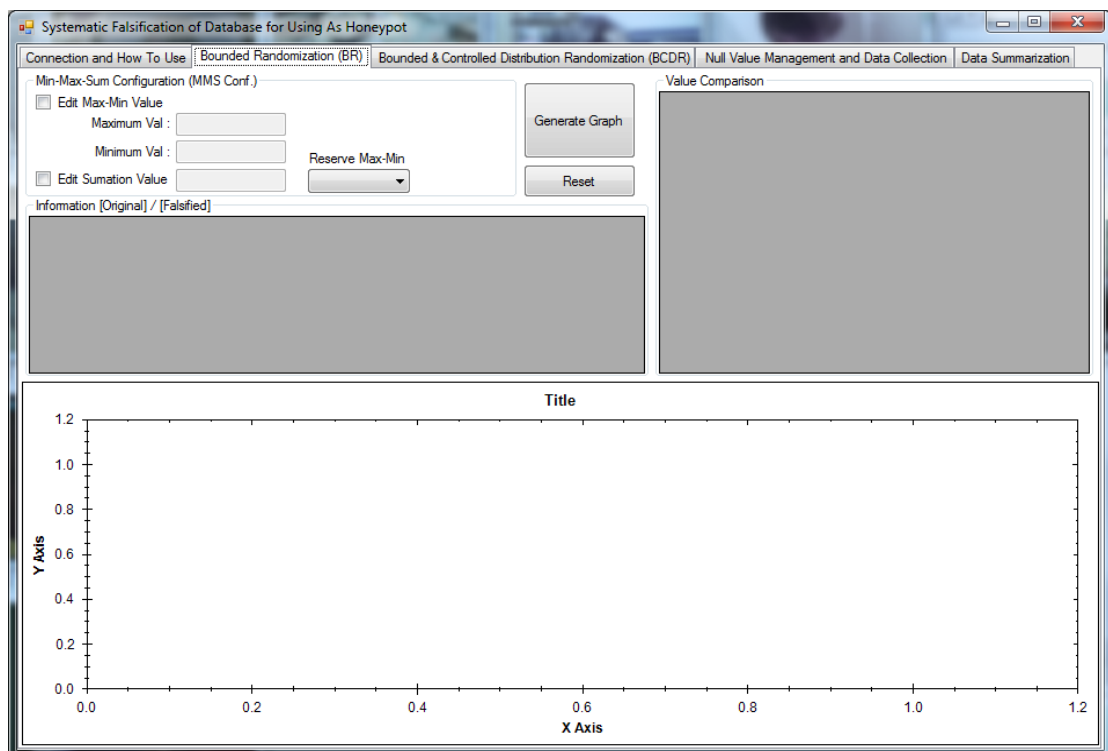 Systematic Falsification of Database for Using As Honeypot
Connection and How To Use
Bounded Randomization (BR)
Bounded & Controlled Distribution Randomization (BCDR)
Null Value Management and Data Collection
Data Summarization
Min-Max-Sum Configuration (MMS Conf.)
Edit Max-Min Value
Maximum Val :
Minimum Val :
Edit Sumation Value
Reserve Max-Min
Generate Graph
Reset
Value Comparison
Information [Original] / [Falsified]
Title
1.2
1.0
0.8
0.6
0.4
0.2
0.0
Y Axis
0.0 0.2 0.4 0.6 0.8 1.0 1.2
X Axis